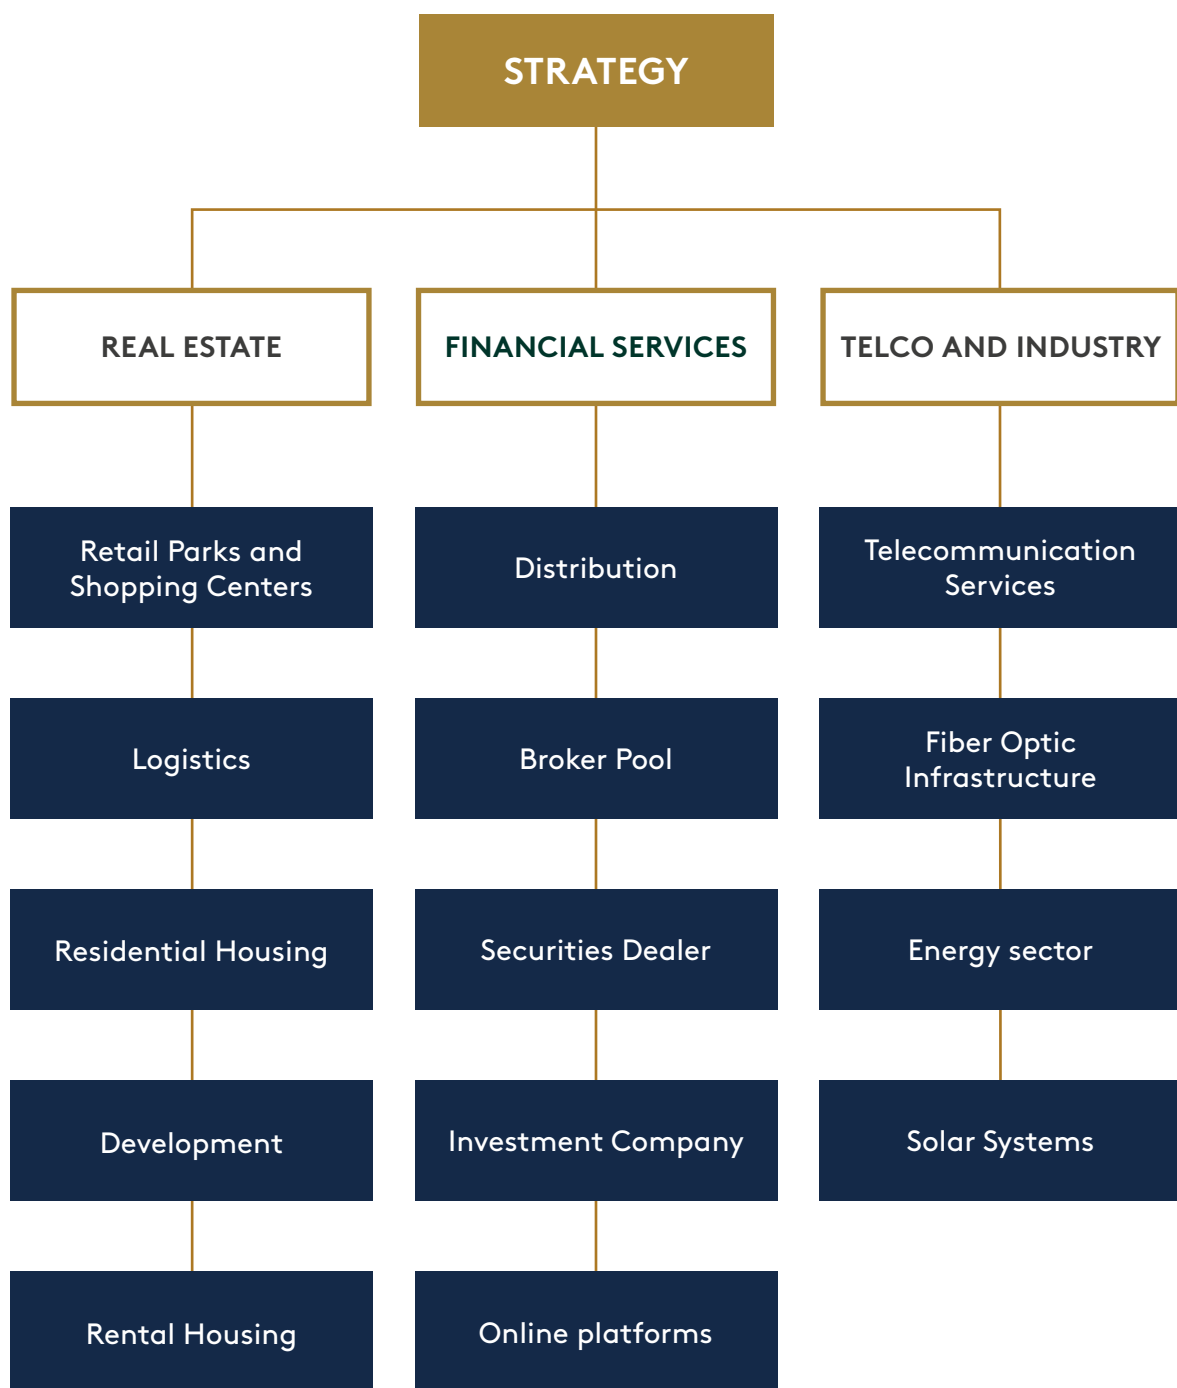 STRATEGY
REAL ESTATE
FINANCIAL SERVICES
TELCO AND INDUSTRY
Retail Parks and
Shopping Centers
Distribution
Telecommunication
Services
Logistics
Broker Pool
Fiber Optic
Infrastructure
Residential Housing
Securities Dealer
Energy sector
Development
Investment Company
Solar Systems
Rental Housing
Online platforms